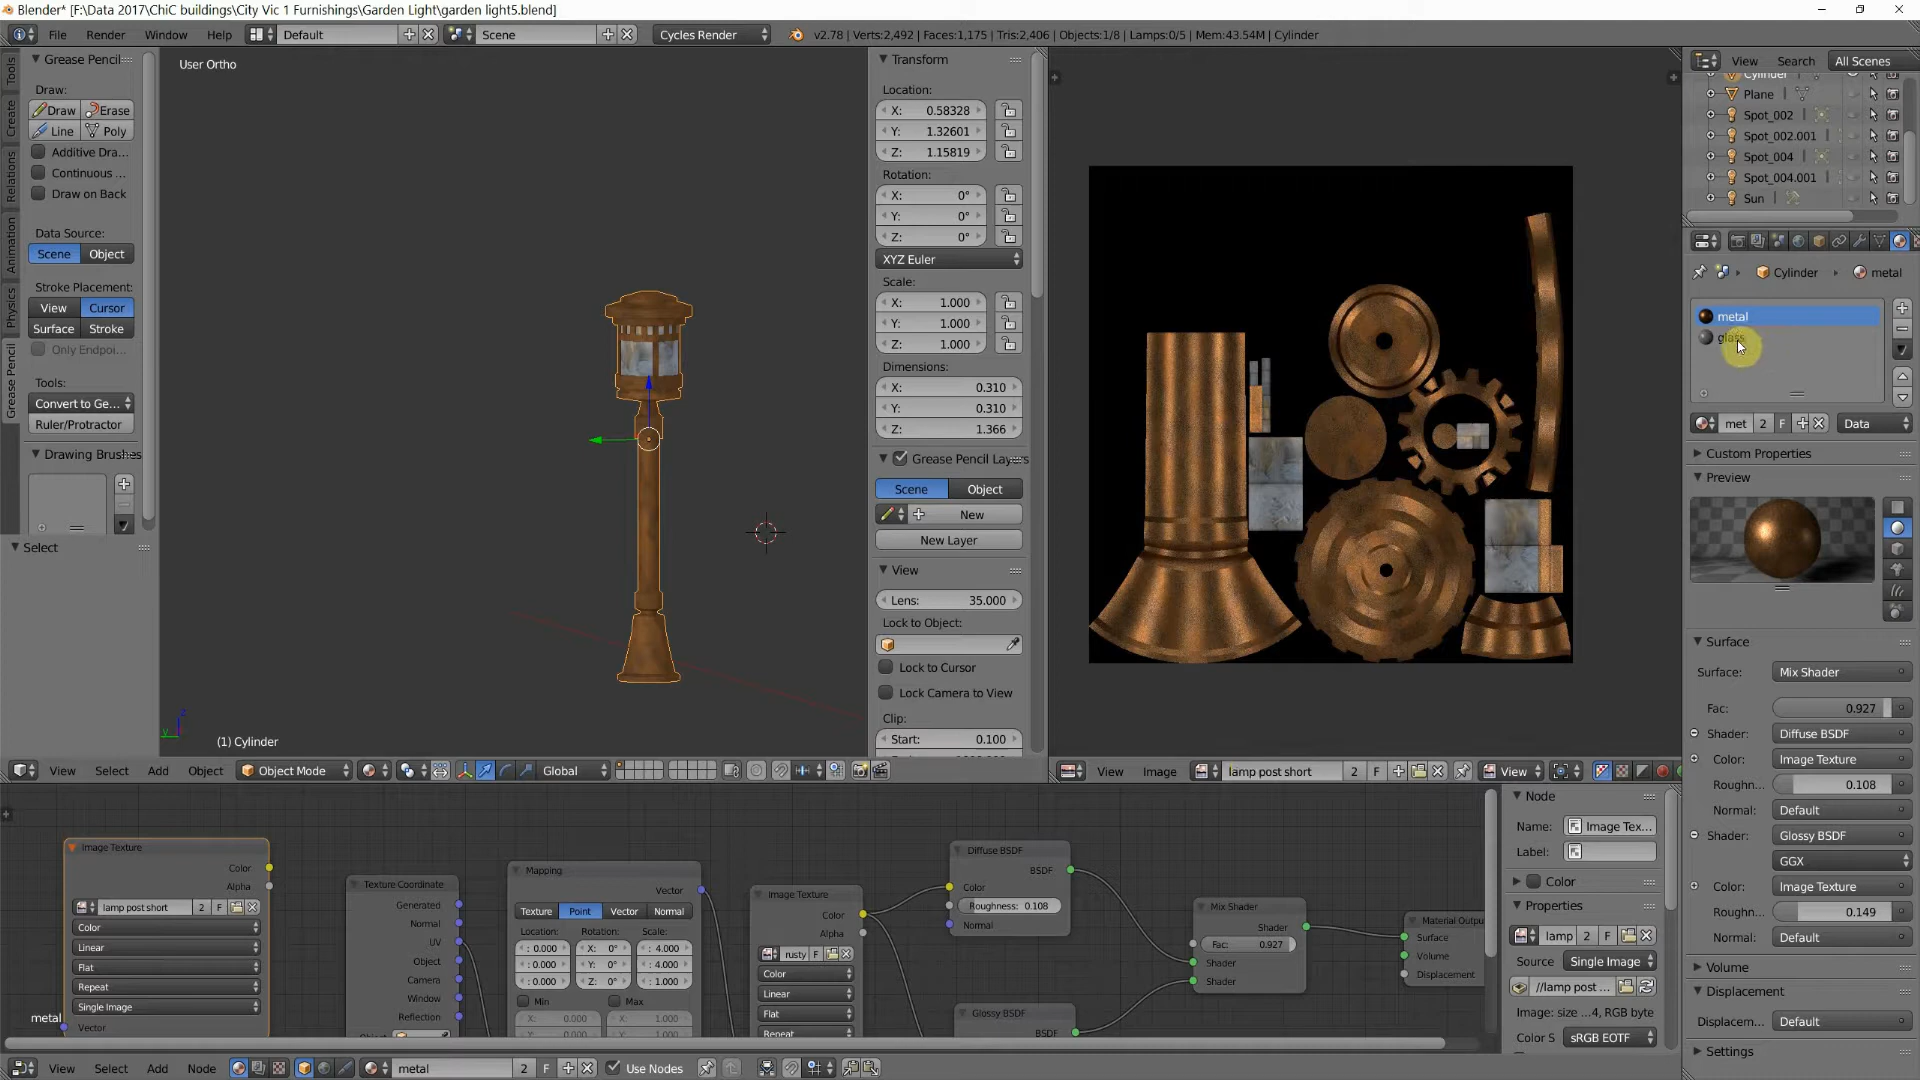 Blender* [F:\Data 2017\ChiC buildings\City Vic 1 Furnishings\Garden Light\garden light5.blend]
File Render Window Help Default Scene Cycles Render v2.78 | Verts:2,492 | Faces:1,175 | Tris:2,406 | Objects:1/8 | Lamps:0/5 | Mem:43.54M | Cylinder
Tools
Create
Relations
Animation
Physics
Grease Pencil
Grease Pencil
Draw:
Draw Erase
Line Poly
Additive Dra...
Continuous ...
Draw on Back
Data Source:
Scene Object
Stroke Placement:
View Cursor
Surface Stroke
Only Endpoi...
Tools:
Convert to Ge...
Ruler/Protractor
Drawing Brushes
Select
User Ortho
(1) Cylinder
Transform
Location:
X: 0.58328
Y: 1.32601
Z: 1.15819
Rotation:
X: 0°
Y: 0°
Z: 0°
XYZ Euler
Scale:
X: 1.000
Y: 1.000
Z: 1.000
Dimensions:
X: 0.310
Y: 0.310
Z: 1.366
Grease Pencil Layers
Scene Object
New
New Layer
View
Lens: 35.000
Lock to Object:
Lock to Cursor
Lock Camera to View
Clip:
Start: 0.100
View Select Add Object Object Mode Global
View Image lamp post short 2 F View
View Search All Scenes
Cylinder
Plane
Spot_002
Spot_002.001
Spot_004
Spot_004.001
Sun
Cylinder metal
metal
glass
met 2 F Data
Custom Properties
Preview
Surface
Surface: Mix Shader
Fac: 0.927
Shader: Diffuse BSDF
Color: Image Texture
Roughn... 0.108
Normal: Default
Shader: Glossy BSDF
GGX
Color: Image Texture
Roughn... 0.149
Normal: Default
Volume
Displacement
Displacem... Default
Settings
Image Texture
Color
Alpha
lamp post short 2 F
Color
Linear
Flat
Repeat
Single Image
Vector
metal
Texture Coordinate
Generated
Normal
UV
Object
Camera
Window
Reflection
Mapping
Vector
Texture Point Vector Normal
Location: Rotation: Scale:
: 0.000 X: 0° : 4.000
: 0.000 Y: 0° : 4.000
: 0.000 Z: 0° : 1.000
Min Max
: 0.000 : 1.000
Image Texture
Color
Alpha
rusty F
Color
Linear
Flat
Repeat
Diffuse BSDF
BSDF
Color
Roughness: 0.108
Normal
Glossy BSDF
BSDF
Mix Shader
Shader
Fac: 0.927
Shader
Shader
Material Outpu
Surface
Volume
Displacement
Node
Name: Image Tex...
Label:
Color
Properties
lamp 2 F
Source Single Image
//lamp post ...
Image: size ...4, RGB byte
Color S sRGB EOTF
View Select Add Node metal 2 F Use Nodes